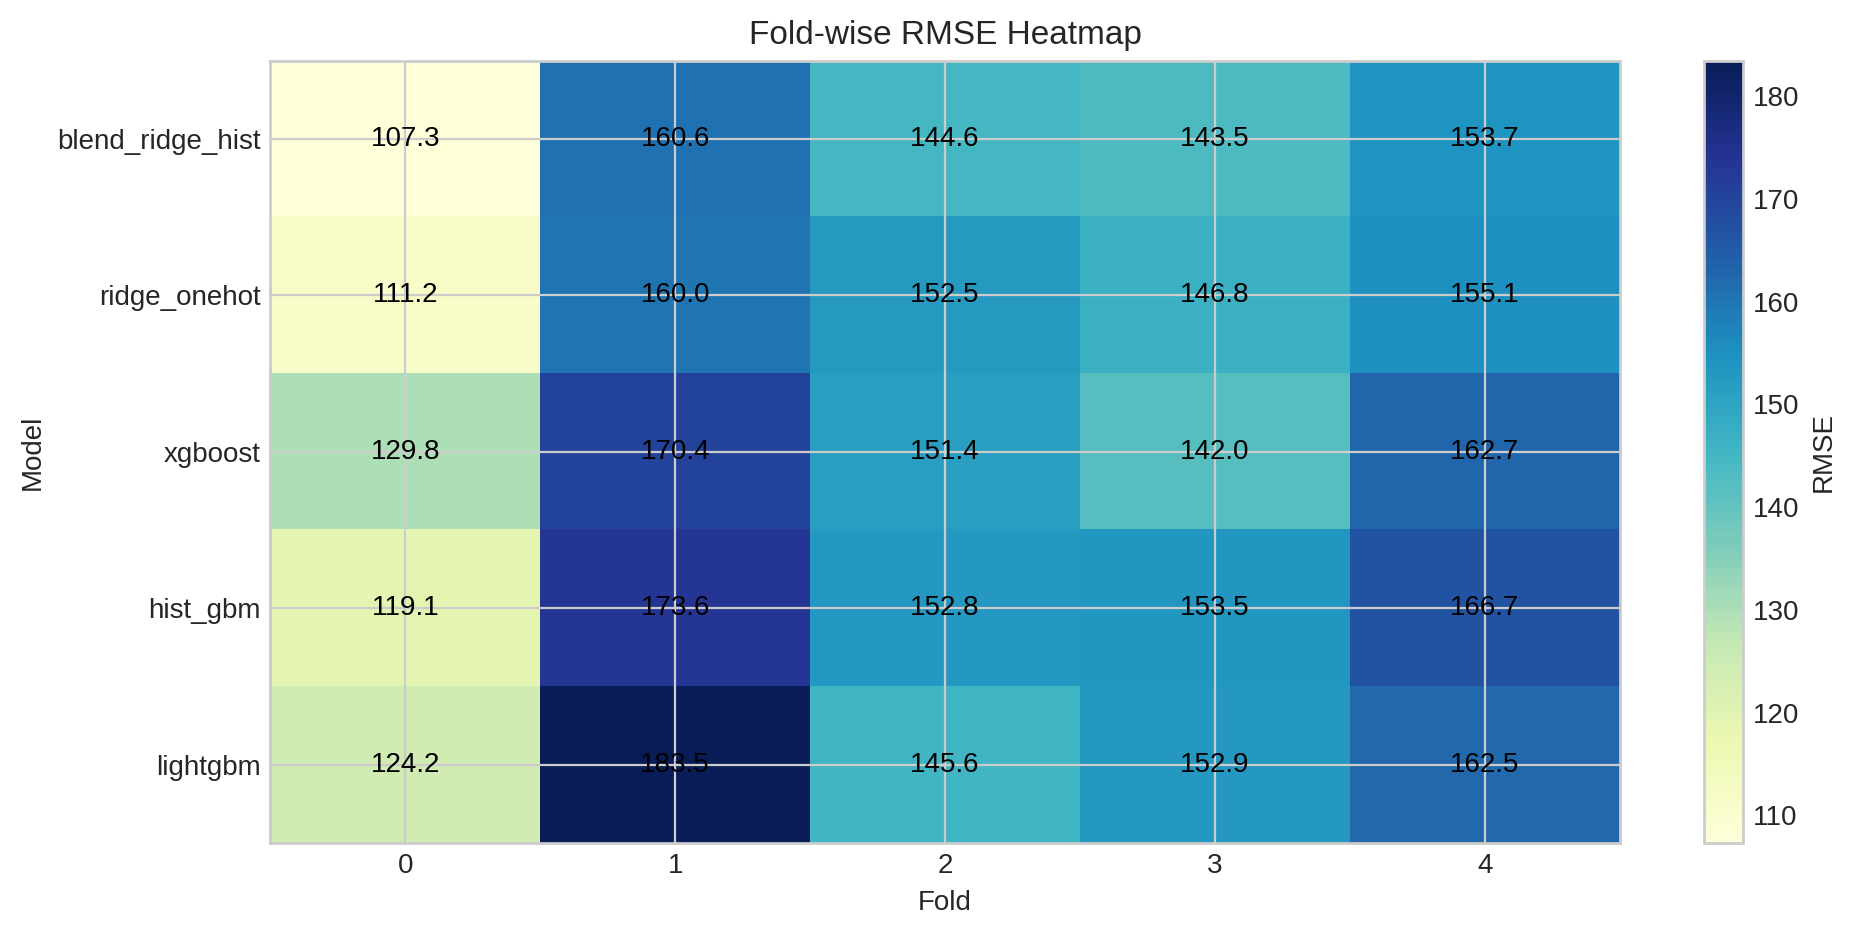 Fold-wise RMSE Heatmap
Model
blend_ridge_hist 107.3 160.6 144.6 143.5 153.7
ridge_onehot 111.2 160.0 152.5 146.8 155.1
xgboost 129.8 170.4 151.4 142.0 162.7
hist_gbm 119.1 173.6 152.8 153.5 166.7
lightgbm 124.2 183.5 145.6 152.9 162.5
0 1 2 3 4
Fold
180
170
160
150
140
130
120
110
RMSE